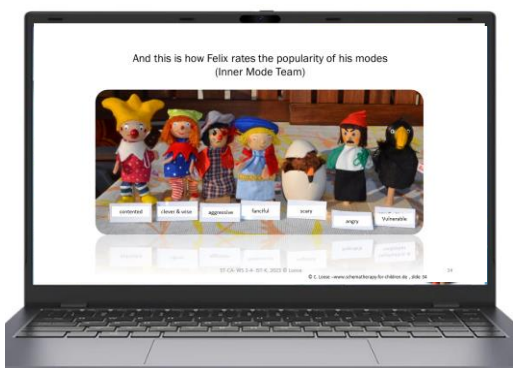 And this is how Felix rates the popularity of his modes
(Inner Mode Team)
contented
clever & wise
aggressive
fanciful
scary
angry
Vulnerable
© C. Loose - www.schematherapy-for-children.de , slide 34